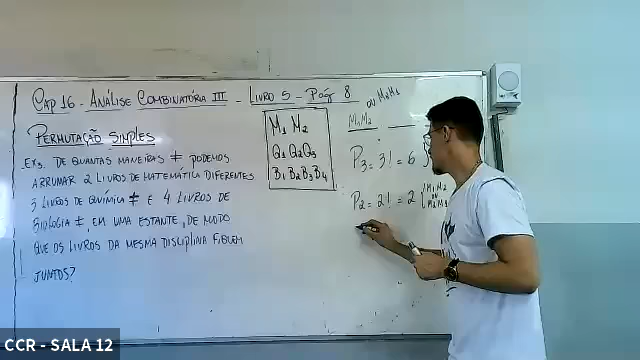 CAP 16 - ANÁLISE COMBINATÓRIA III - LIVRO 5 - PÁG 8
PERMUTAÇÃO SIMPLES
EX3. DE QUANTAS MANEIRAS ≠ PODEMOS
ARRUMAR 2 LIVROS DE MATEMÁTICA DIFERENTES
3 LIVROS DE QUÍMICA ≠ E 4 LIVROS DE
BIOLOGIA ≠, EM UMA ESTANTE, DE MODO
QUE OS LIVROS DA MESMA DISCIPLINA FIQUEM
JUNTOS?
M1 M2
Q1 Q2 Q3
B1 B2 B3 B4
OU M2M1
M1M2
P3 = 3! = 6
P2 = 2! = 2
M1M2
OU
CCR - SALA 12